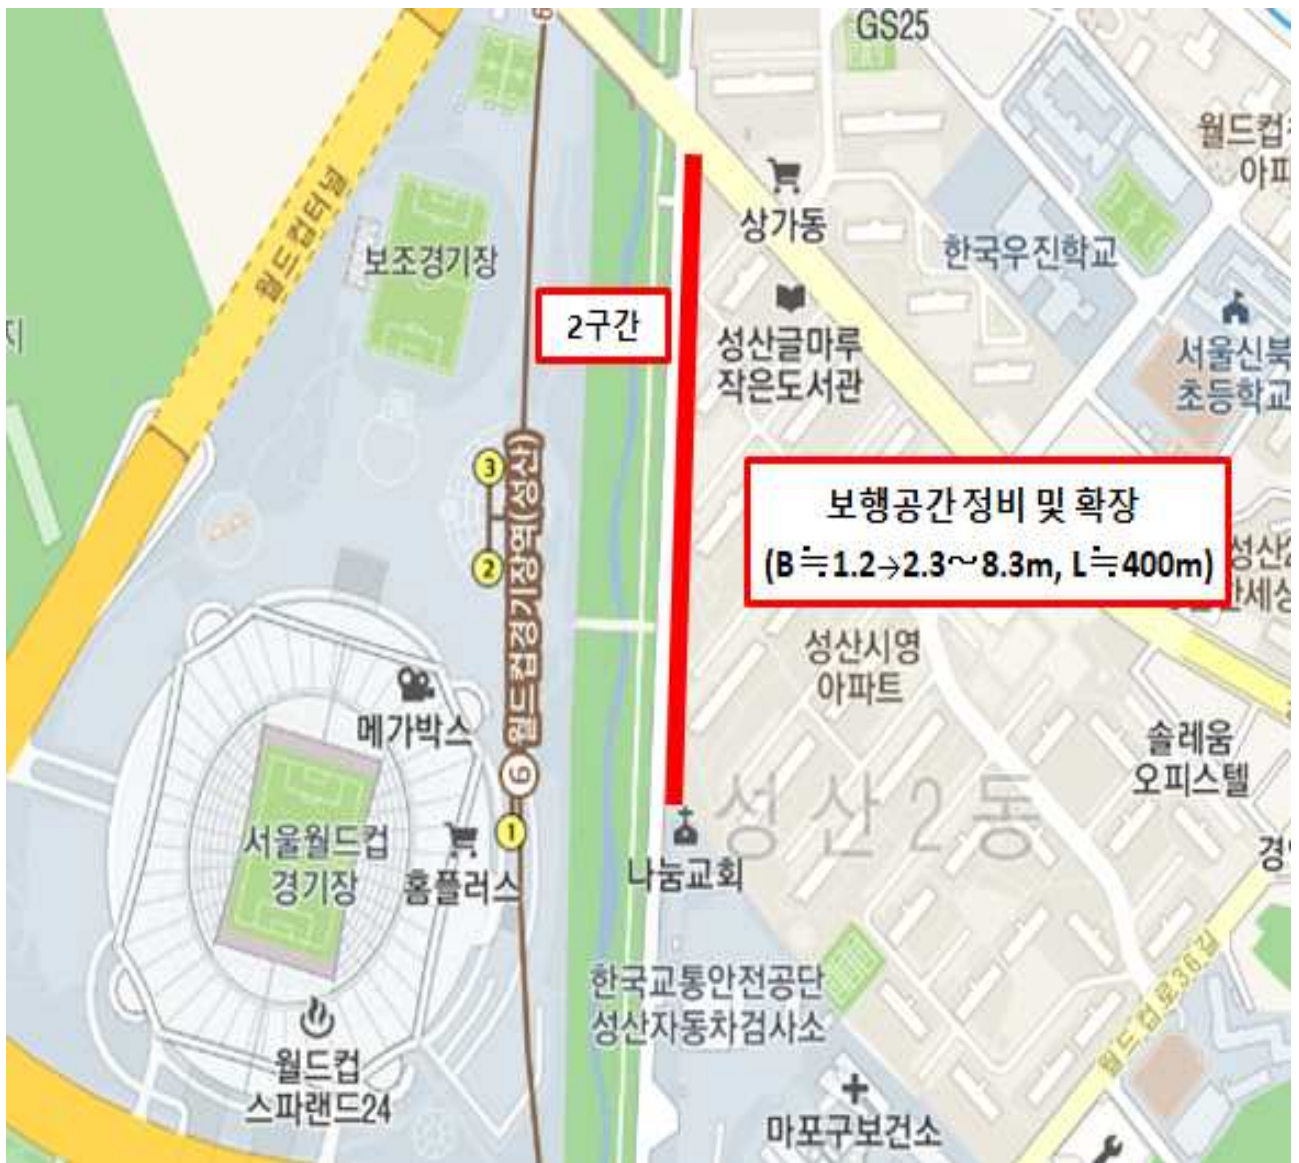 6
GS25
월드컵
아파
월드컵터널
상가동
한국우진학교
보조경기장
지
2구간
성산글마루
작은도서관
서울신북
초등학교
3
2
월드컵경기장역(성산)
보행공간 정비 및 확장
(B≒1.2→2.3~8.3m, L≒400m)
성산2
성산시영
아파트
메가박스
솔레움
오피스텔
6
1
성산2동
서울월드컵
경기장
홈플러스
나눔교회
경
한국교통안전공단
성산자동차검사소
월드컵로36길
월드컵
스파랜드24
마포구보건소